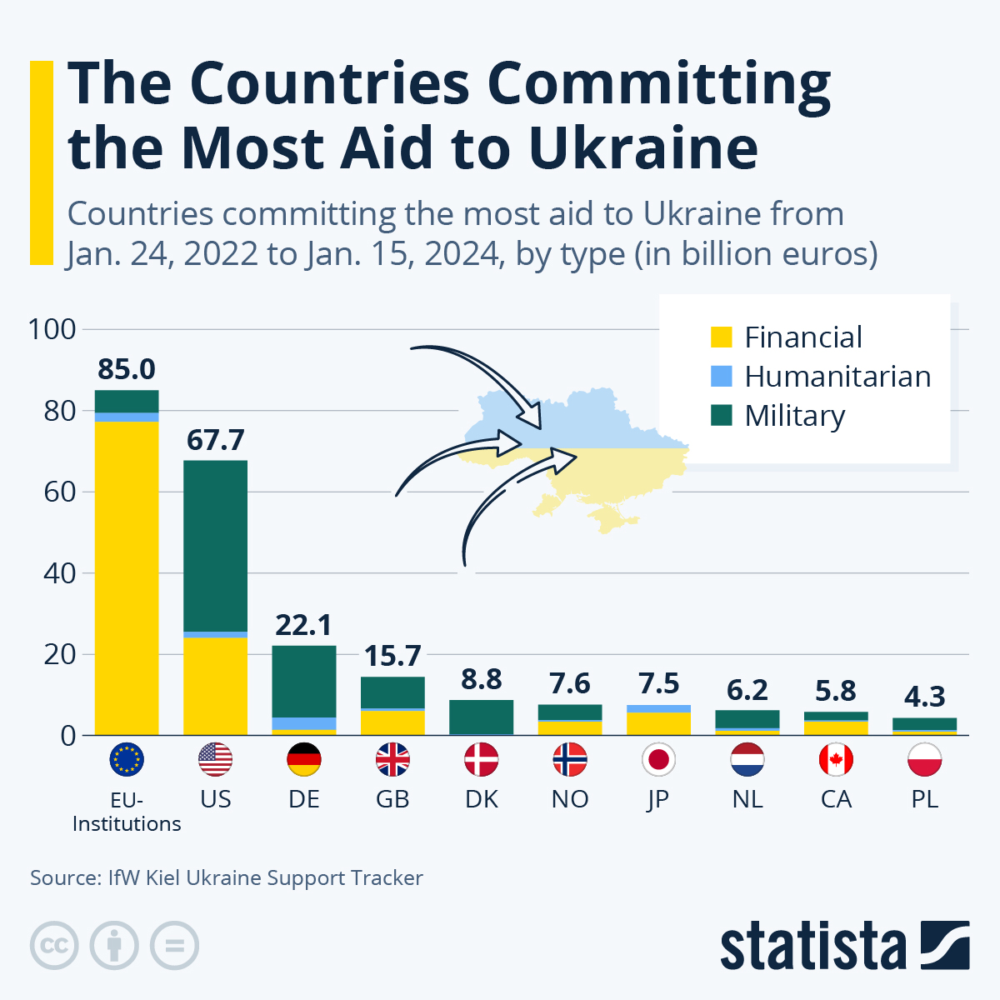 The Countries Committing
the Most Aid to Ukraine
Countries committing the most aid to Ukraine from
Jan. 24, 2022 to Jan. 15, 2024, by type (in billion euros)
Financial
Humanitarian
Military
100
80
60
40
20
0
85.0
67.7
22.1
15.7
8.8
7.6
7.5
6.2
5.8
4.3
EU-
Institutions
US
DE
GB
DK
NO
JP
NL
CA
PL
Source: IfW Kiel Ukraine Support Tracker
cc
statista